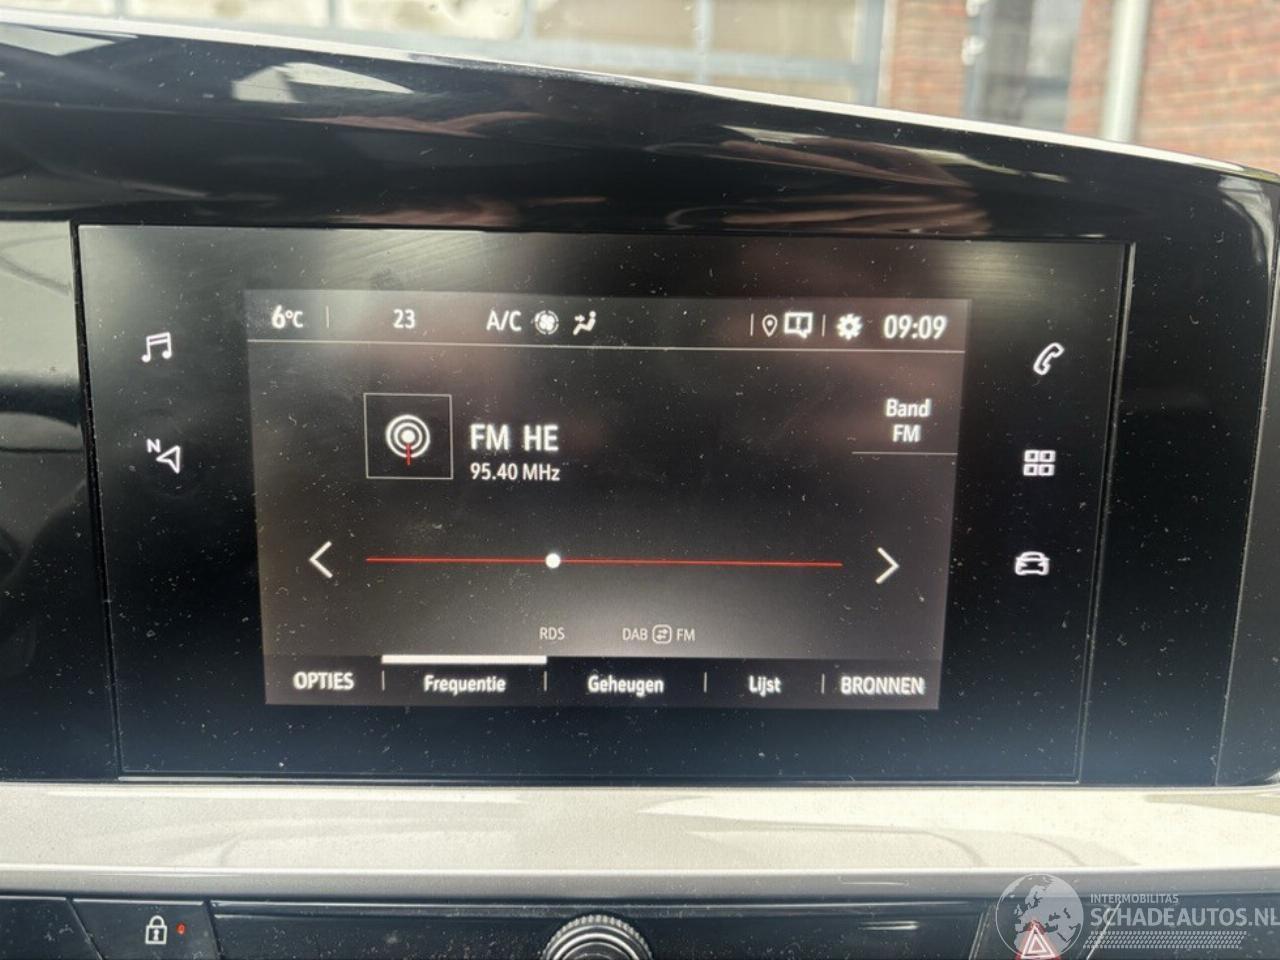 6°C 23 A/C 09:09
Band
FM
FM HE
95.40 MHz
N
RDS DAB FM
OPTIES Frequentie Geheugen Lijst BRONNEN
INTERMOBILITAS
SCHADEAUTOS.NL